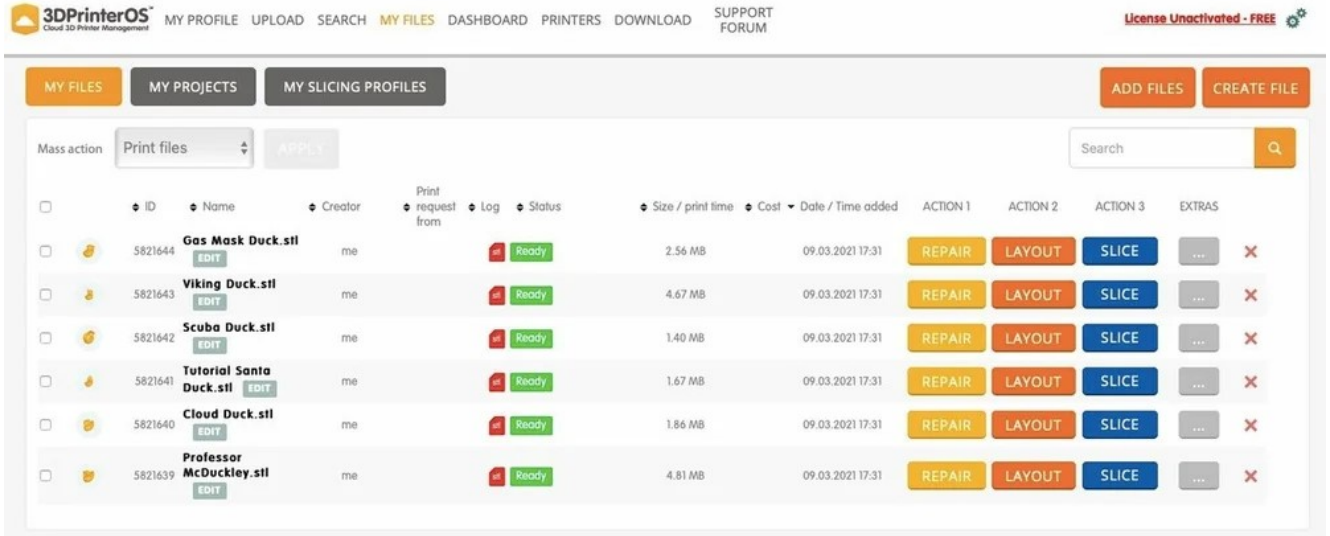 3DPrinterOS™
Cloud 3D Printer Management
MY PROFILE UPLOAD SEARCH MY FILES DASHBOARD PRINTERS DOWNLOAD SUPPORT FORUM
License Unactivated - FREE
MY FILES MY PROJECTS MY SLICING PROFILES ADD FILES CREATE FILE
Mass action Print files APPLY Search
ID Name Creator Print request from Log Status Size / print time Cost Date / Time added ACTION 1 ACTION 2 ACTION 3 EXTRAS
5821644 Gas Mask Duck.stl EDIT me stl Ready 2.56 MB 09.03.2021 17:31 REPAIR LAYOUT SLICE ...
5821643 Viking Duck.stl EDIT me stl Ready 4.67 MB 09.03.2021 17:31 REPAIR LAYOUT SLICE ...
5821642 Scuba Duck.stl EDIT me stl Ready 1.40 MB 09.03.2021 17:31 REPAIR LAYOUT SLICE ...
5821641 Tutorial Santa Duck.stl EDIT me stl Ready 1.67 MB 09.03.2021 17:31 REPAIR LAYOUT SLICE ...
5821640 Cloud Duck.stl EDIT me stl Ready 1.86 MB 09.03.2021 17:31 REPAIR LAYOUT SLICE ...
5821639 Professor McDuckley.stl EDIT me stl Ready 4.81 MB 09.03.2021 17:31 REPAIR LAYOUT SLICE ...